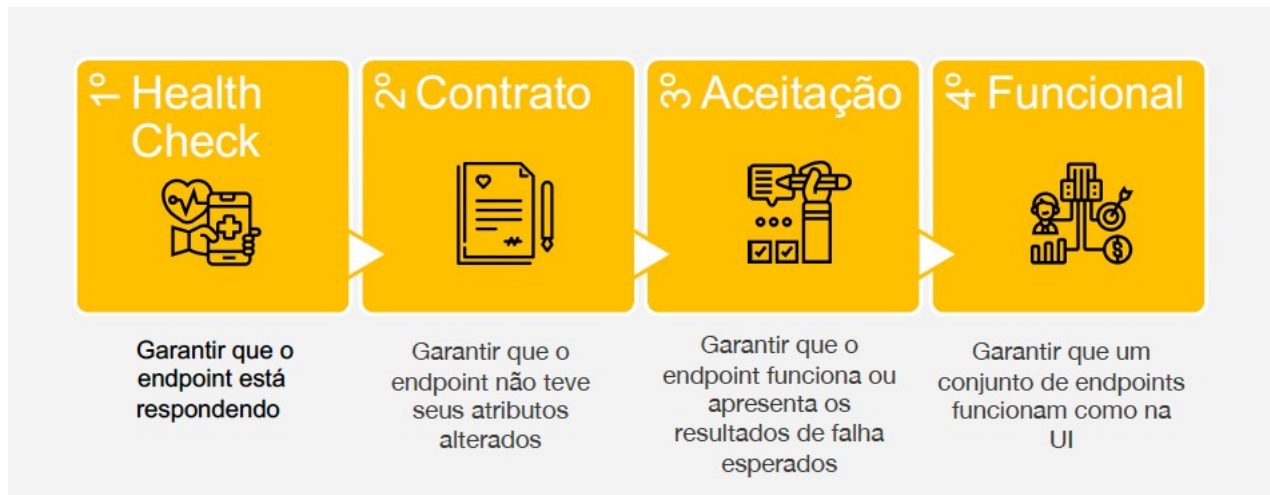 1º Health
Check
2º Contrato
3º Aceitação
4º Funcional
Garantir que o
endpoint está
respondendo
Garantir que o
endpoint não teve
seus atributos
alterados
Garantir que o
endpoint funciona ou
apresenta os
resultados de falha
esperados
Garantir que um
conjunto de endpoints
funcionam como na
UI